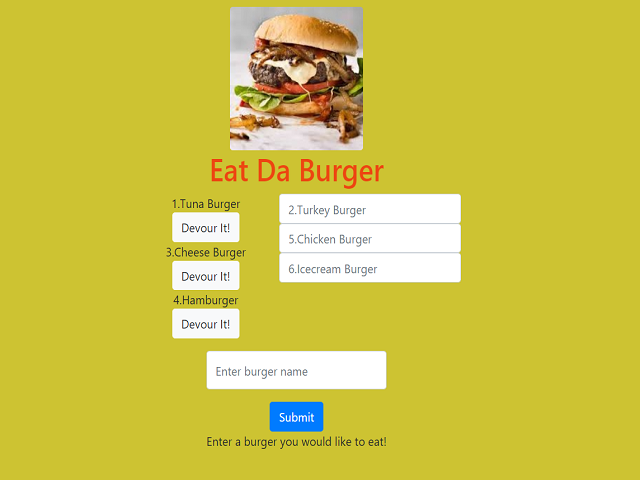 Eat Da Burger
1.Tuna Burger
Devour It!
3.Cheese Burger
Devour It!
4.Hamburger
Devour It!
2.Turkey Burger
5.Chicken Burger
6.Icecream Burger
Enter burger name
Submit
Enter a burger you would like to eat!